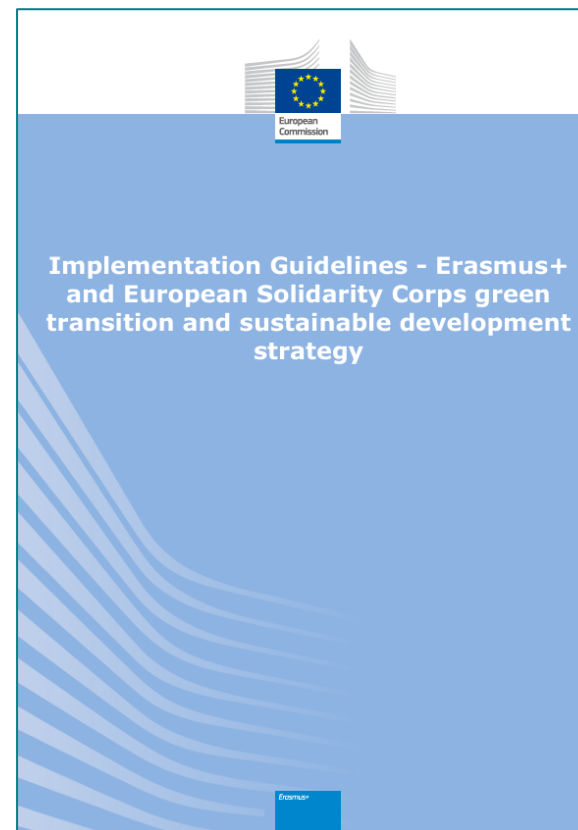 European
Commission
Implementation Guidelines - Erasmus+
and European Solidarity Corps green
transition and sustainable development
strategy
Erasmus+